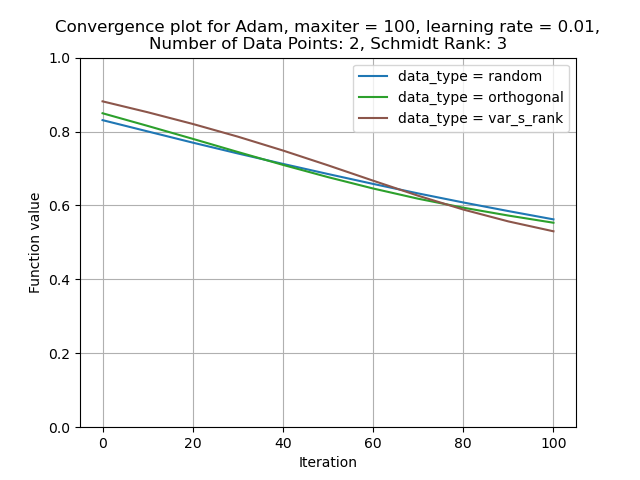 Convergence plot for Adam, maxiter = 100, learning rate = 0.01,
Number of Data Points: 2, Schmidt Rank: 3
data_type = random
data_type = orthogonal
data_type = var_s_rank
Function value
1.0
0.8
0.6
0.4
0.2
0.0
0 20 40 60 80 100
Iteration